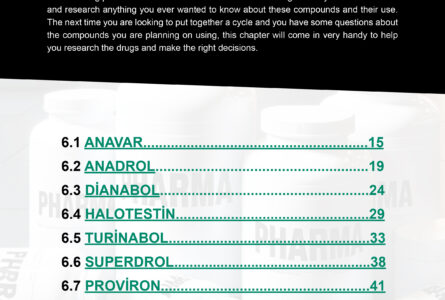 and research anything you ever wanted to know about these compounds and their use.
The next time you are looking to put together a cycle and you have some questions about
the compounds you are planning on using, this chapter will come in very handy to help
you research the drugs and make the right decisions.
6.1 ANAVAR...........................................................15
6.2 ANADROL.......................................................19
6.3 DİANABOL......................................................24
6.4 HALOTESTİN.................................................29
6.5 TURİNABOL...................................................33
6.6 SUPERDROL..................................................38
6.7 PROVİRON.....................................................41
PHARMA